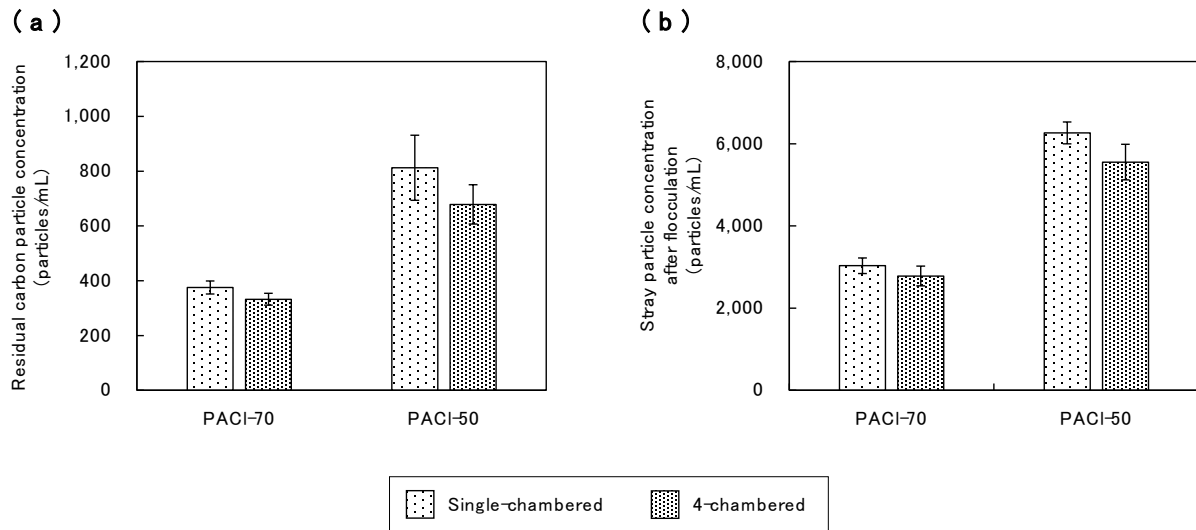 ( a )
Residual carbon particle concentration
(particles/mL)
1,200
1,000
800
600
400
200
0
PACl-70
PACl-50
( b )
Stray particle concentration
after flocculation
(particles/mL)
8,000
6,000
4,000
2,000
0
PACl-70
PACl-50
Single-chambered
4-chambered